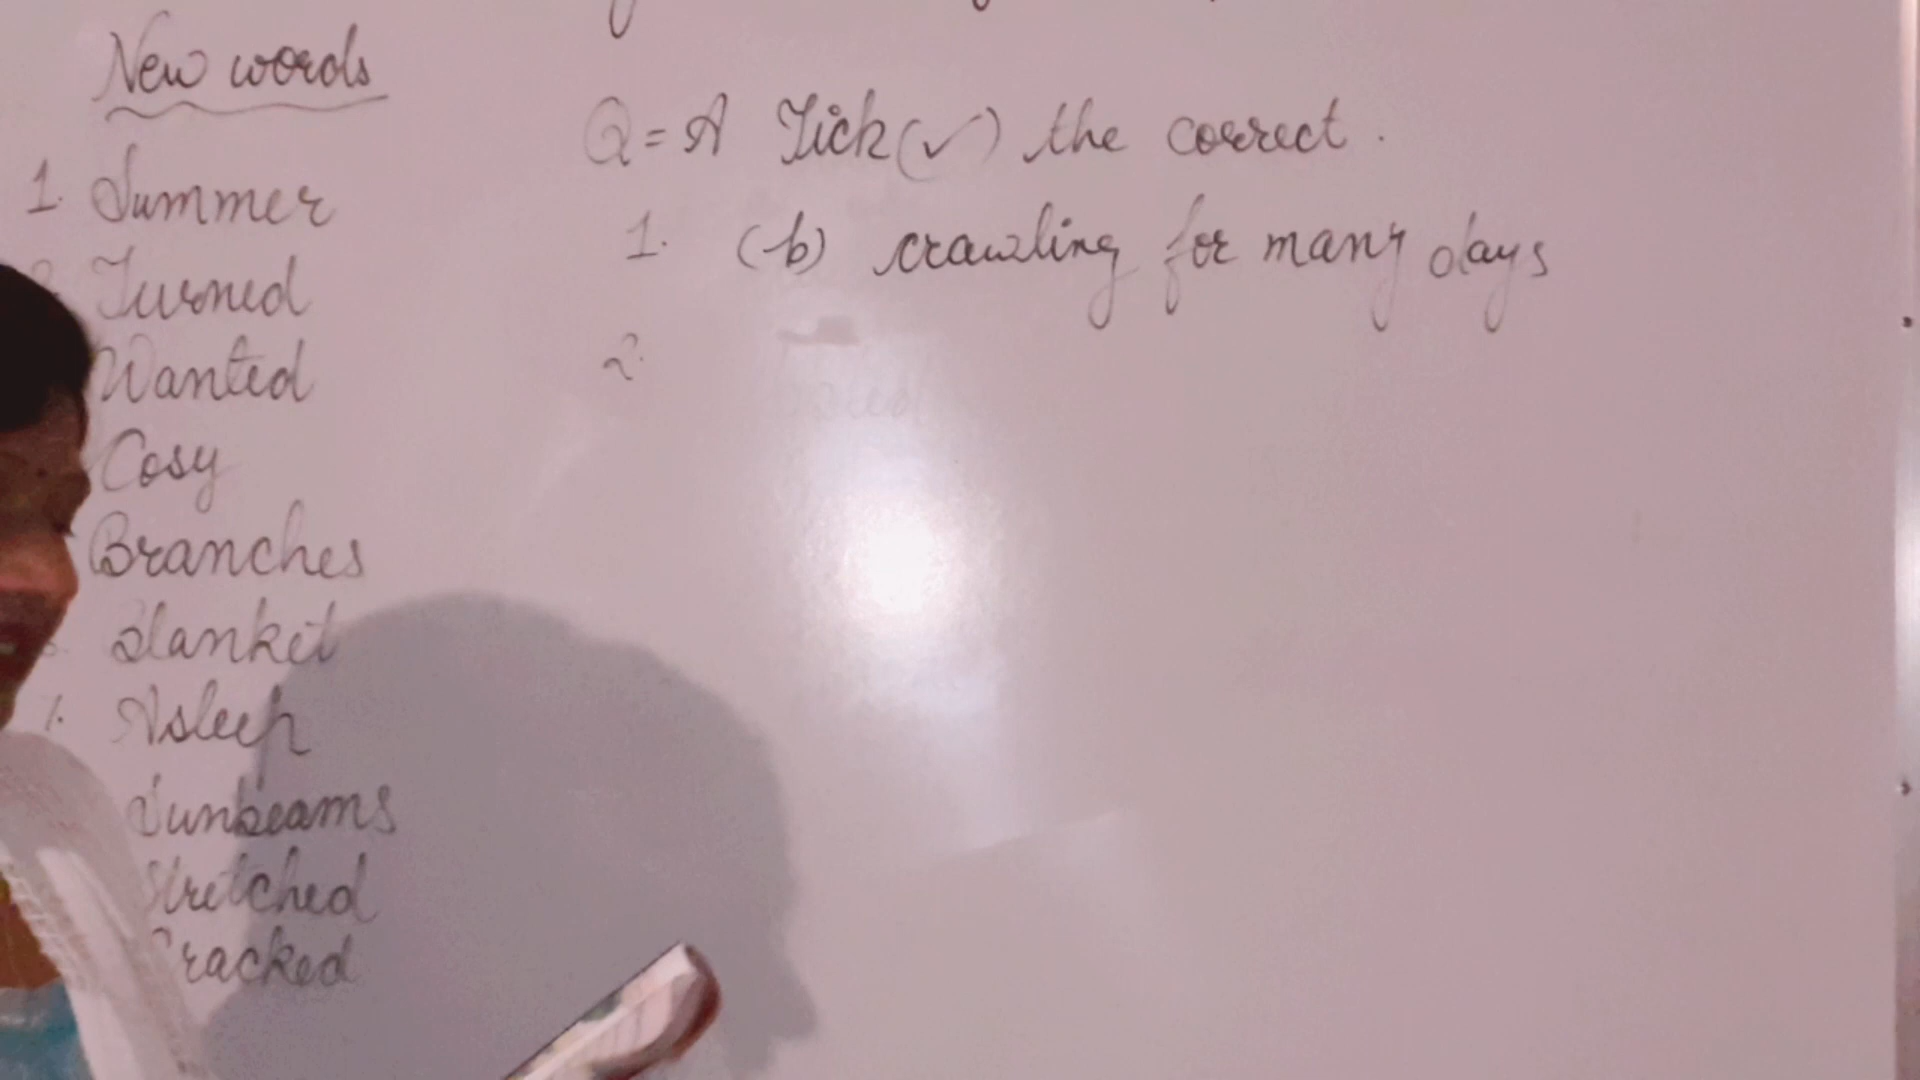 New words
1. Summer
Turned
Wanted
Cosy
Branches
Blanket
7. Asleep
Sunbeams
Stretched
Cracked
Q=A Tick(✓) the correct.
1. (b) crawling for many days
2.